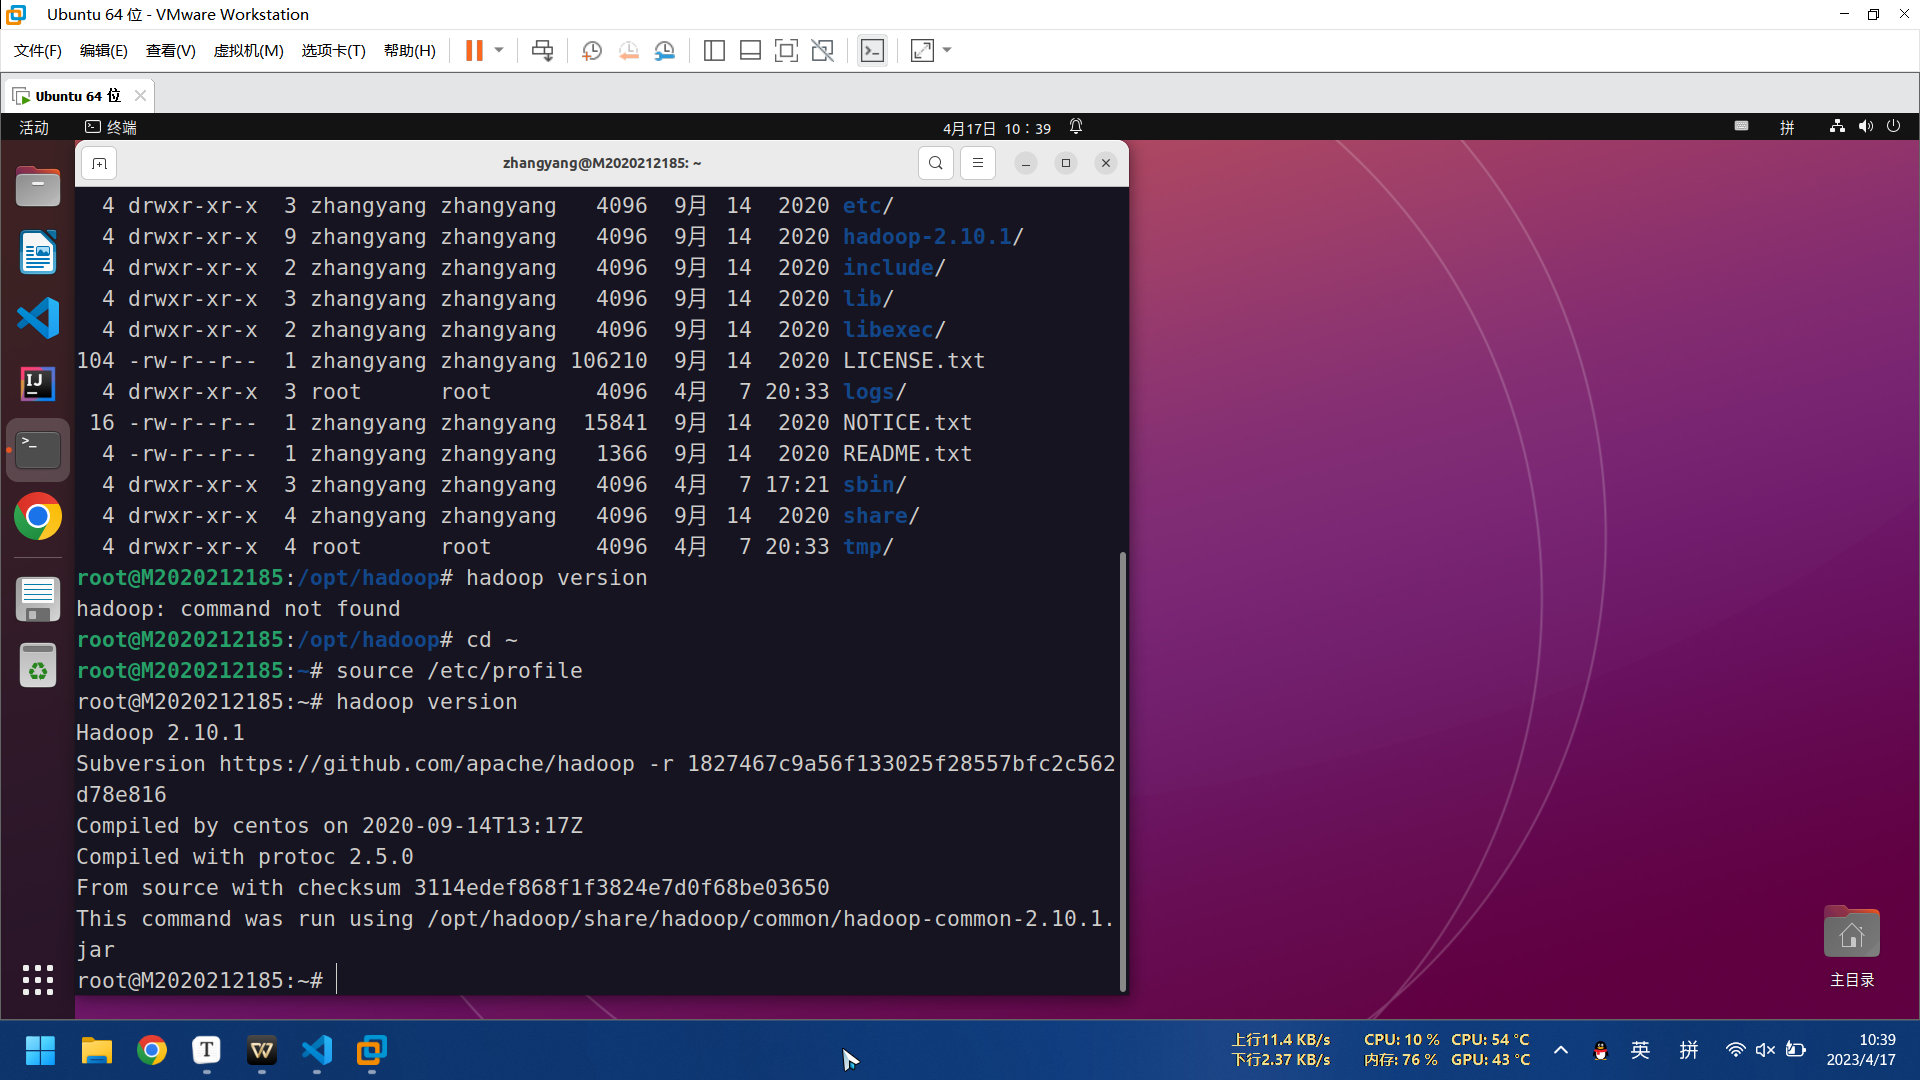 Ubuntu 64 位 - VMware Workstation
文件(F) 编辑(E) 查看(V) 虚拟机(M) 选项卡(T) 帮助(H)
Ubuntu 64 位
活动 终端 4月17日 10：39 拼
zhangyang@M2020212185: ~
4 drwxr-xr-x 3 zhangyang zhangyang 4096 9月 14 2020 etc/
4 drwxr-xr-x 9 zhangyang zhangyang 4096 9月 14 2020 hadoop-2.10.1/
4 drwxr-xr-x 2 zhangyang zhangyang 4096 9月 14 2020 include/
4 drwxr-xr-x 3 zhangyang zhangyang 4096 9月 14 2020 lib/
4 drwxr-xr-x 2 zhangyang zhangyang 4096 9月 14 2020 libexec/
104 -rw-r--r-- 1 zhangyang zhangyang 106210 9月 14 2020 LICENSE.txt
4 drwxr-xr-x 3 root root 4096 4月 7 20:33 logs/
16 -rw-r--r-- 1 zhangyang zhangyang 15841 9月 14 2020 NOTICE.txt
4 -rw-r--r-- 1 zhangyang zhangyang 1366 9月 14 2020 README.txt
4 drwxr-xr-x 3 zhangyang zhangyang 4096 4月 7 17:21 sbin/
4 drwxr-xr-x 4 zhangyang zhangyang 4096 9月 14 2020 share/
4 drwxr-xr-x 4 root root 4096 4月 7 20:33 tmp/
root@M2020212185:/opt/hadoop# hadoop version
hadoop: command not found
root@M2020212185:/opt/hadoop# cd ~
root@M2020212185:~# source /etc/profile
root@M2020212185:~# hadoop version
Hadoop 2.10.1
Subversion https://github.com/apache/hadoop -r 1827467c9a56f133025f28557bfc2c562
d78e816
Compiled by centos on 2020-09-14T13:17Z
Compiled with protoc 2.5.0
From source with checksum 3114edef868f1f3824e7d0f68be03650
This command was run using /opt/hadoop/share/hadoop/common/hadoop-common-2.10.1.
jar
root@M2020212185:~#
主目录
上行11.4 KB/s CPU: 10 % CPU: 54 °C
下行2.37 KB/s 内存: 76 % GPU: 43 °C
英 拼
10:39
2023/4/17